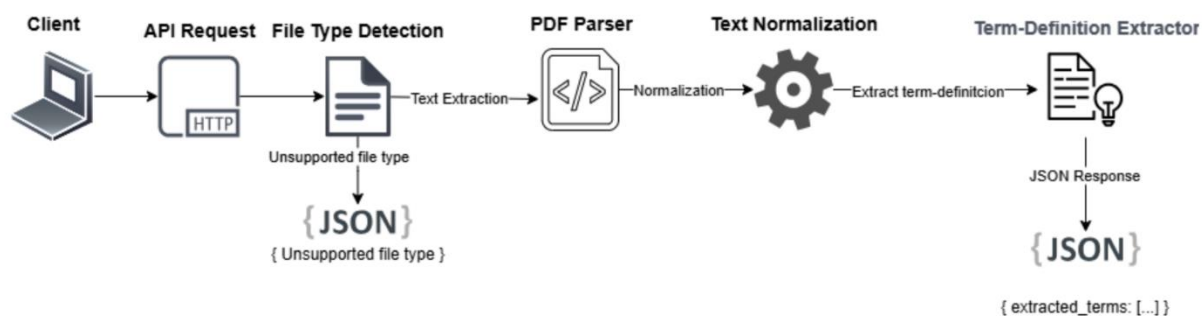 Client
API Request
File Type Detection
PDF Parser
Text Normalization
Term-Definition Extractor
HTTP
</>
Text Extraction
Normalization
Extract term-definitcion
Unsupported file type
{JSON}
{ Unsupported file type }
JSON Response
{JSON}
{ extracted_terms: [...] }